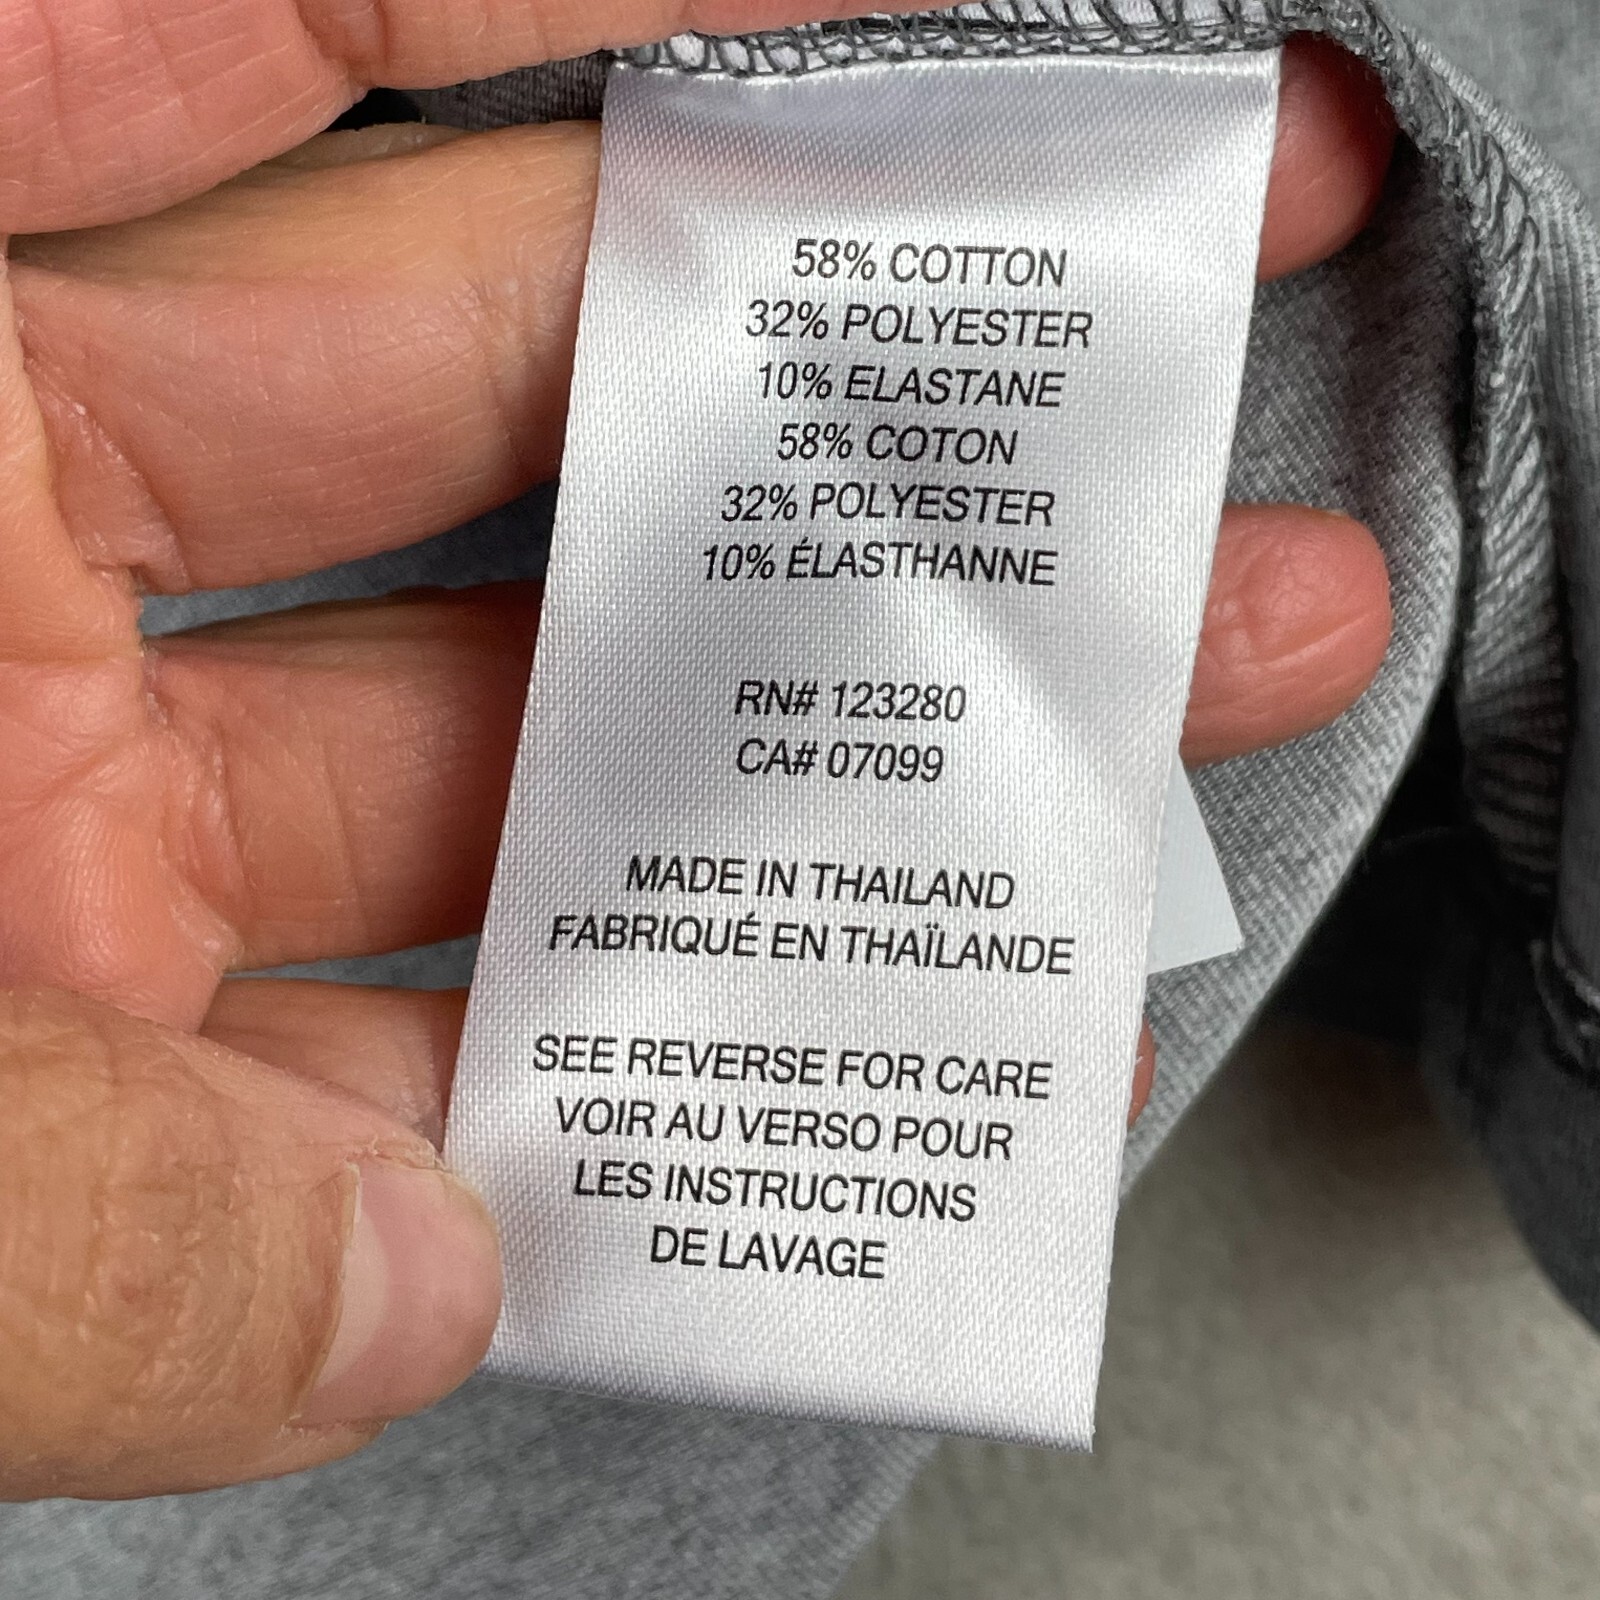 58% COTTON
32% POLYESTER
10% ELASTANE
58% COTON
32% POLYESTER
10% ÉLASTHANNE
RN# 123280
CA# 07099
MADE IN THAILAND
FABRIQUÉ EN THAÏLANDE
SEE REVERSE FOR CARE
VOIR AU VERSO POUR
LES INSTRUCTIONS
DE LAVAGE